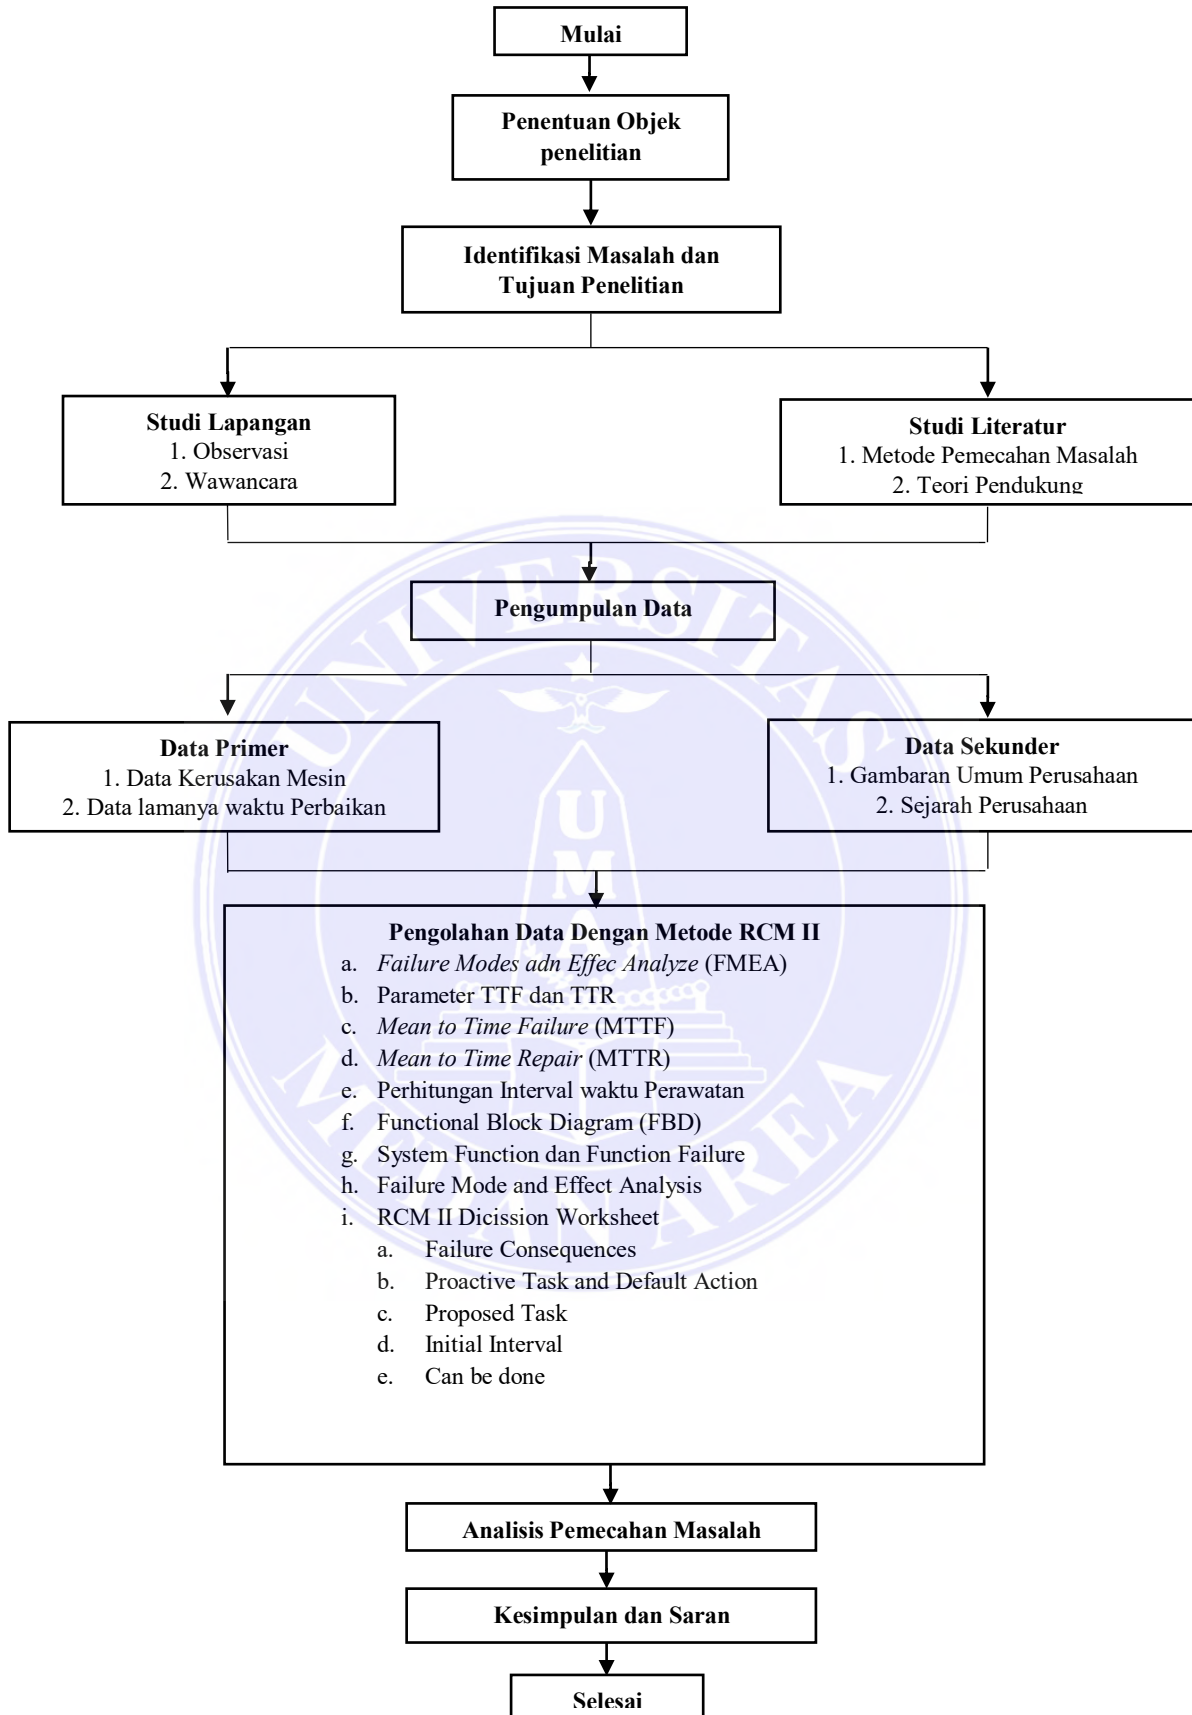 Mulai
Penentuan Objek
penelitian
Identifikasi Masalah dan
Tujuan Penelitian
Studi Lapangan
1. Observasi
2. Wawancara
Studi Literatur
1. Metode Pemecahan Masalah
2. Teori Pendukung
Pengumpulan Data
Data Primer
1. Data Kerusakan Mesin
2. Data lamanya waktu Perbaikan
Data Sekunder
1. Gambaran Umum Perusahaan
2. Sejarah Perusahaan
Pengolahan Data Dengan Metode RCM II
a. Failure Modes adn Effec Analyze (FMEA)
b. Parameter TTF dan TTR
c. Mean to Time Failure (MTTF)
d. Mean to Time Repair (MTTR)
e. Perhitungan Interval waktu Perawatan
f. Functional Block Diagram (FBD)
g. System Function dan Function Failure
h. Failure Mode and Effect Analysis
i. RCM II Dicission Worksheet
a. Failure Consequences
b. Proactive Task and Default Action
c. Proposed Task
d. Initial Interval
e. Can be done
Analisis Pemecahan Masalah
Kesimpulan dan Saran
Selesai
UNIVERSITAS
MEDAN AREA
UMA